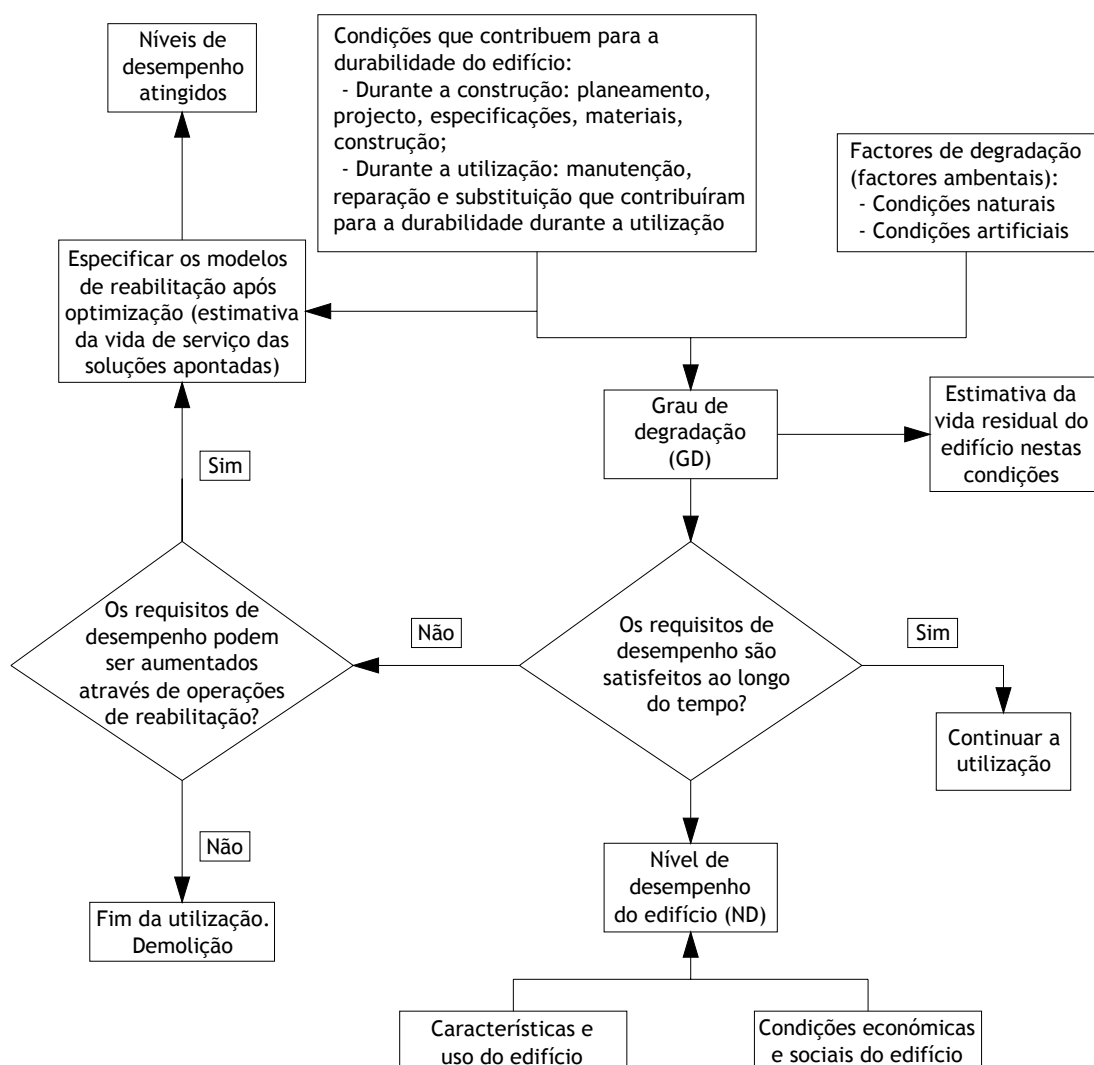 Níveis de
desempenho
atingidos
Condições que contribuem para a
durabilidade do edifício:
- Durante a construção: planeamento,
projecto, especificações, materiais,
construção;
- Durante a utilização: manutenção,
reparação e substituição que contribuíram
para a durabilidade durante a utilização
Factores de degradação
(factores ambentais):
- Condições naturais
- Condições artificiais
Especificar os modelos
de reabilitação após
optimização (estimativa
da vida de serviço das
soluções apontadas)
Grau de
degradação
(GD)
Estimativa da
vida residual do
edifício nestas
condições
Sim
Os requisitos de
desempenho podem
ser aumentados
através de operações
de reabilitação?
Não
Os requisitos de
desempenho são
satisfeitos ao longo
do tempo?
Sim
Continuar a
utilização
Não
Fim da utilização.
Demolição
Nível de
desempenho
do edifício (ND)
Características e
uso do edifício
Condições económicas
e sociais do edifício